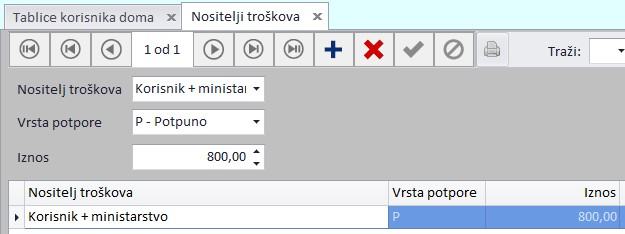 Tablice korisnika doma
Nositelji troškova
1 od 1
Traži:
Nositelj troškova Korisnik + ministar
Vrsta potpore P - Potpuno
Iznos 800,00
Nositelj troškova Vrsta potpore Iznos
Korisnik + ministarstvo P 800,00